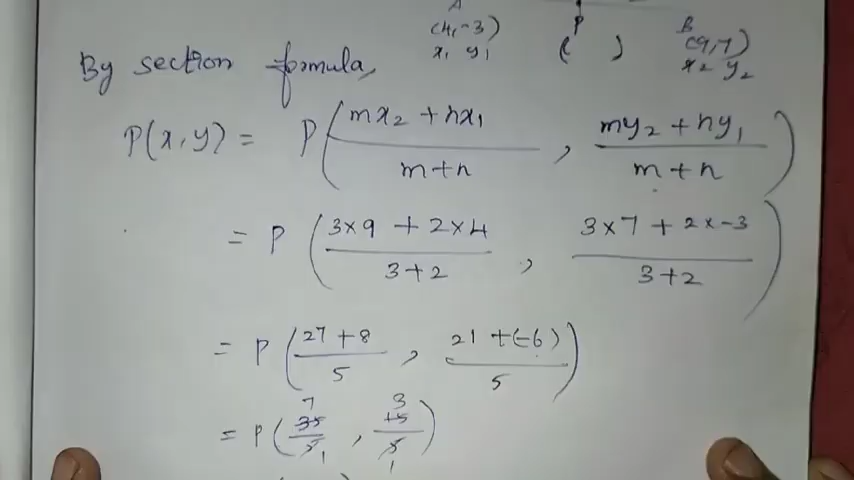 A P B
(4,-3) ( ) (9,7)
x₁ y₁ x₂ y₂
By section formula,
P(x,y) = P( (mx₂ + nx₁)/(m+n) , (my₂ + ny₁)/(m+n) )
= P( (3×9 + 2×4)/(3+2) , (3×7 + 2×-3)/(3+2) )
= P( (27+8)/5 , (21+(-6))/5 )
= P( 35/5 , 15/5 )
7 1 3 1